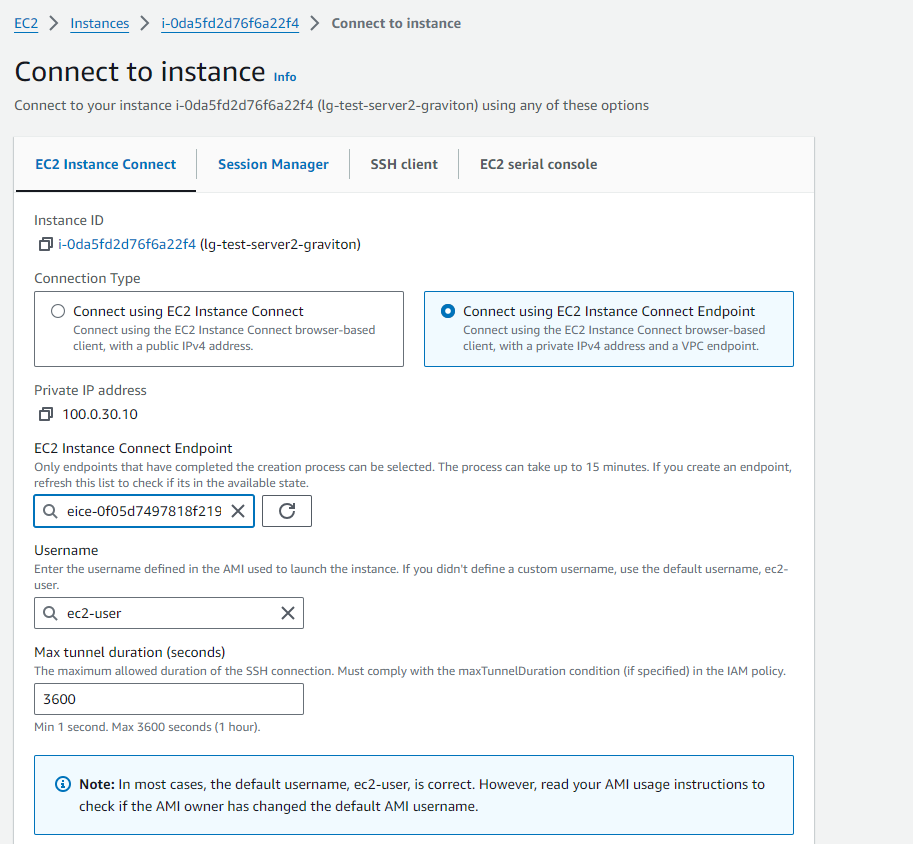 EC2 > Instances > i-0da5fd2d76f6a22f4 > Connect to instance
Connect to instance Info
Connect to your instance i-0da5fd2d76f6a22f4 (lg-test-server2-graviton) using any of these options
EC2 Instance Connect Session Manager SSH client EC2 serial console
Instance ID
i-0da5fd2d76f6a22f4 (lg-test-server2-graviton)
Connection Type
Connect using EC2 Instance Connect
Connect using the EC2 Instance Connect browser-based
client, with a public IPv4 address.
Connect using EC2 Instance Connect Endpoint
Connect using the EC2 Instance Connect browser-based
client, with a private IPv4 address and a VPC endpoint.
Private IP address
100.0.30.10
EC2 Instance Connect Endpoint
Only endpoints that have completed the creation process can be selected. The process can take up to 15 minutes. If you create an endpoint,
refresh this list to check if its in the available state.
eice-0f05d7497818f219
Username
Enter the username defined in the AMI used to launch the instance. If you didn't define a custom username, use the default username, ec2-
user.
ec2-user
Max tunnel duration (seconds)
The maximum allowed duration of the SSH connection. Must comply with the maxTunnelDuration condition (if specified) in the IAM policy.
3600
Min 1 second. Max 3600 seconds (1 hour).
Note: In most cases, the default username, ec2-user, is correct. However, read your AMI usage instructions to
check if the AMI owner has changed the default AMI username.